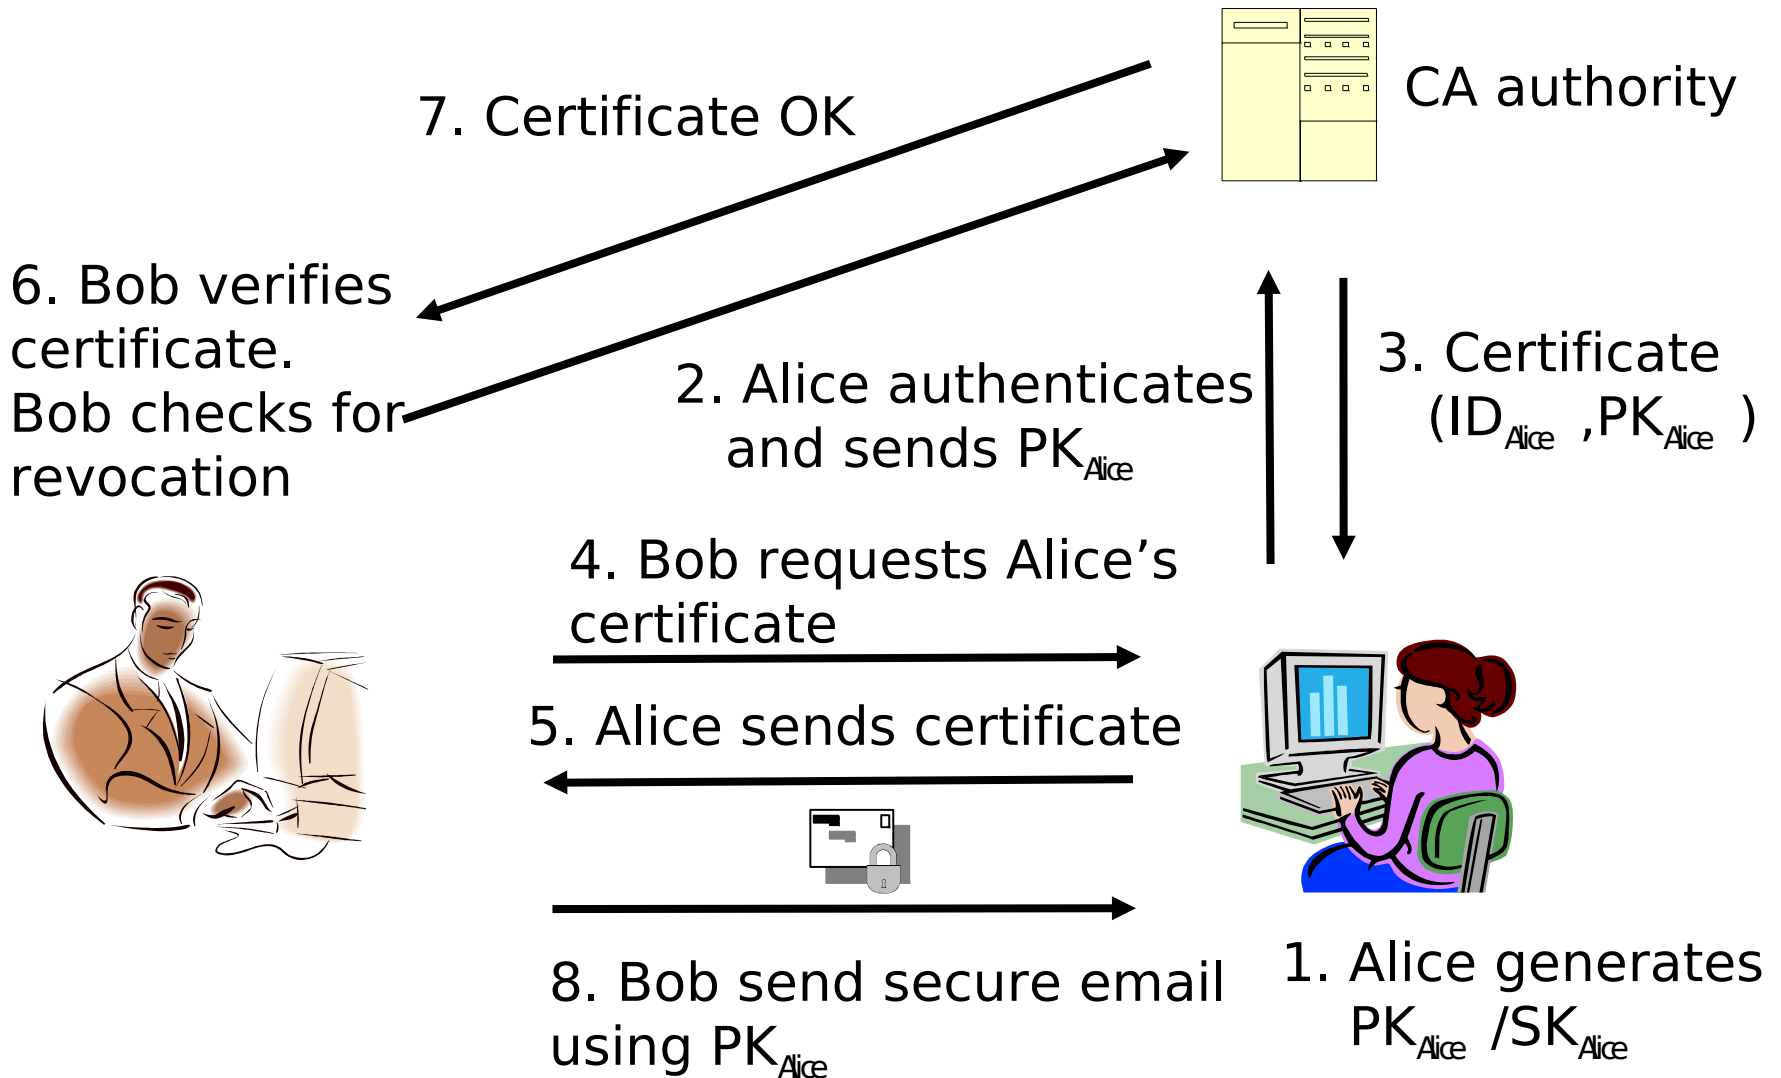 CA authority
7. Certificate OK
6. Bob verifies
certificate.
Bob checks for
revocation
2. Alice authenticates
and sends PKAlice
3. Certificate
(IDAlice ,PKAlice )
4. Bob requests Alice’s
certificate
5. Alice sends certificate
8. Bob send secure email
using PKAlice
1. Alice generates
PKAlice /SKAlice